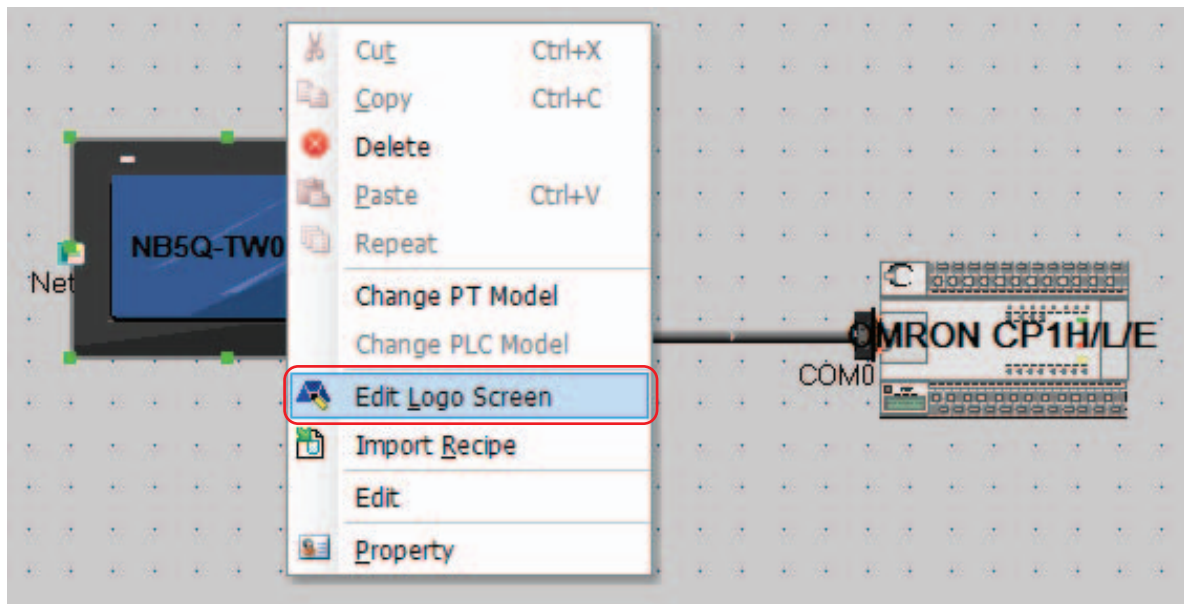 Cut Ctrl+X
Copy Ctrl+C
Delete
Paste Ctrl+V
Repeat
Change PT Model
Change PLC Model
Edit Logo Screen
Import Recipe
Edit
Property
NB5Q-TW0
Net
OMRON CP1H/L/E
COM0